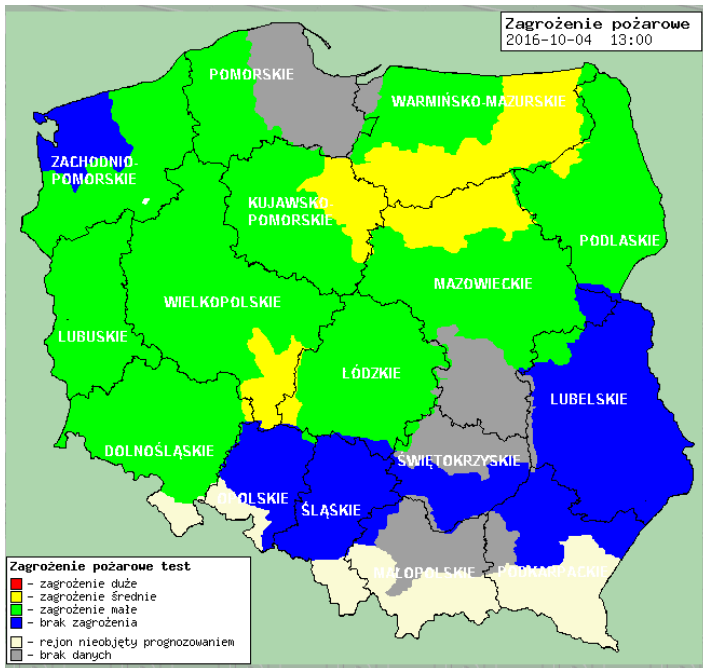 Zagrożenie pożarowe
2016-10-04 13:00
POMORSKIE
WARMIŃSKO-MAZURSKIE
ZACHODNIO-
POMORSKIE
KUJAWSKO-
POMORSKIE
PODLASKIE
MAZOWIECKIE
WIELKOPOLSKIE
LUBUSKIE
ŁÓDZKIE
LUBELSKIE
DOLNOŚLĄSKIE
ŚWIĘTOKRZYSKIE
OPOLSKIE
ŚLĄSKIE
MAŁOPOLSKIE
PODKARPACKIE
Zagrożenie pożarowe test
– zagrożenie duże
– zagrożenie średnie
– zagrożenie małe
– brak zagrożenia
– rejon nieobjęty prognozowaniem
– brak danych